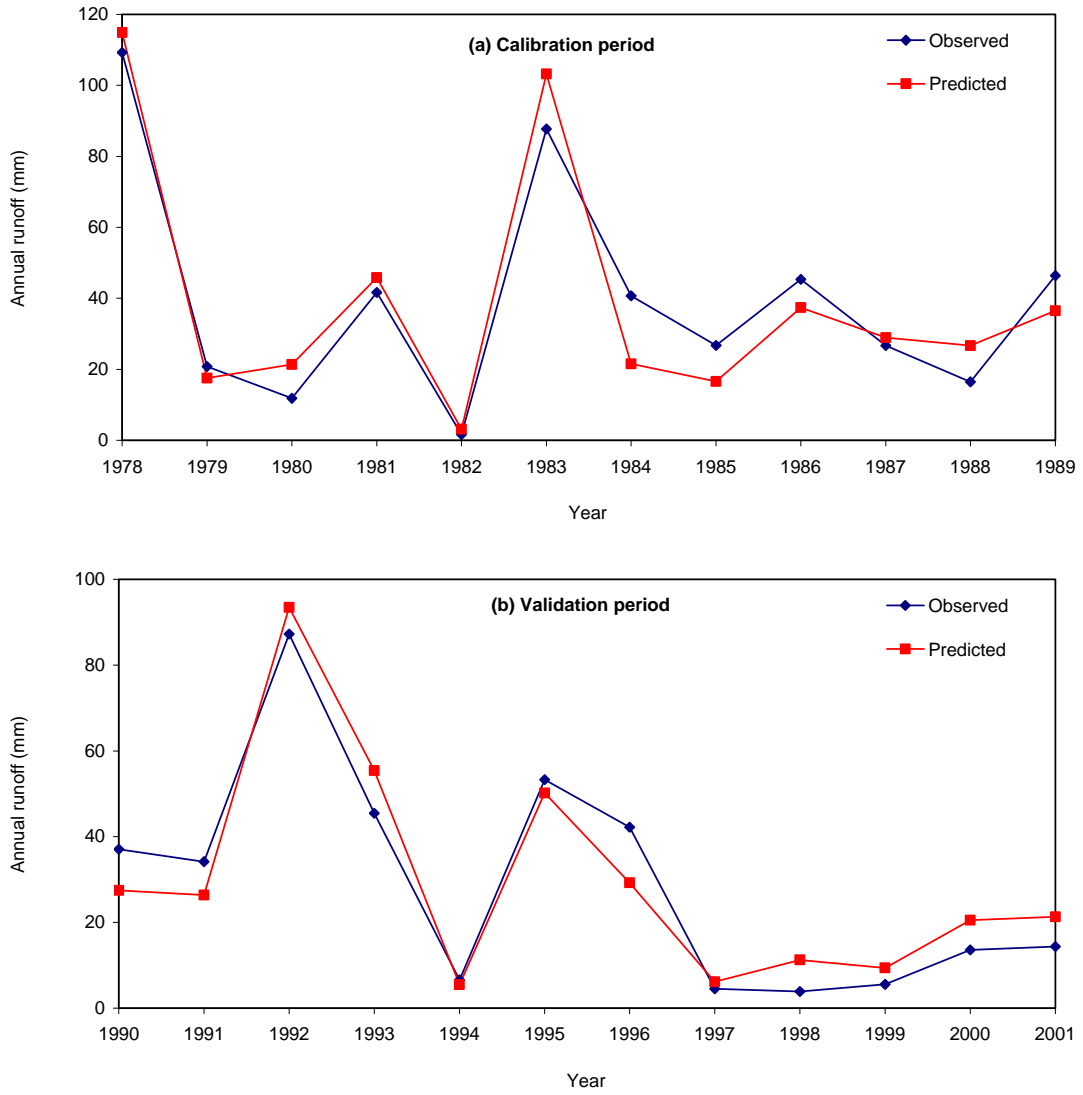 (a) Calibration period
Observed
Predicted
Annual runoff (mm)
120
100
80
60
40
20
0
1978 1979 1980 1981 1982 1983 1984 1985 1986 1987 1988 1989
Year
(b) Validation period
Observed
Predicted
Annual runoff (mm)
100
80
60
40
20
0
1990 1991 1992 1993 1994 1995 1996 1997 1998 1999 2000 2001
Year